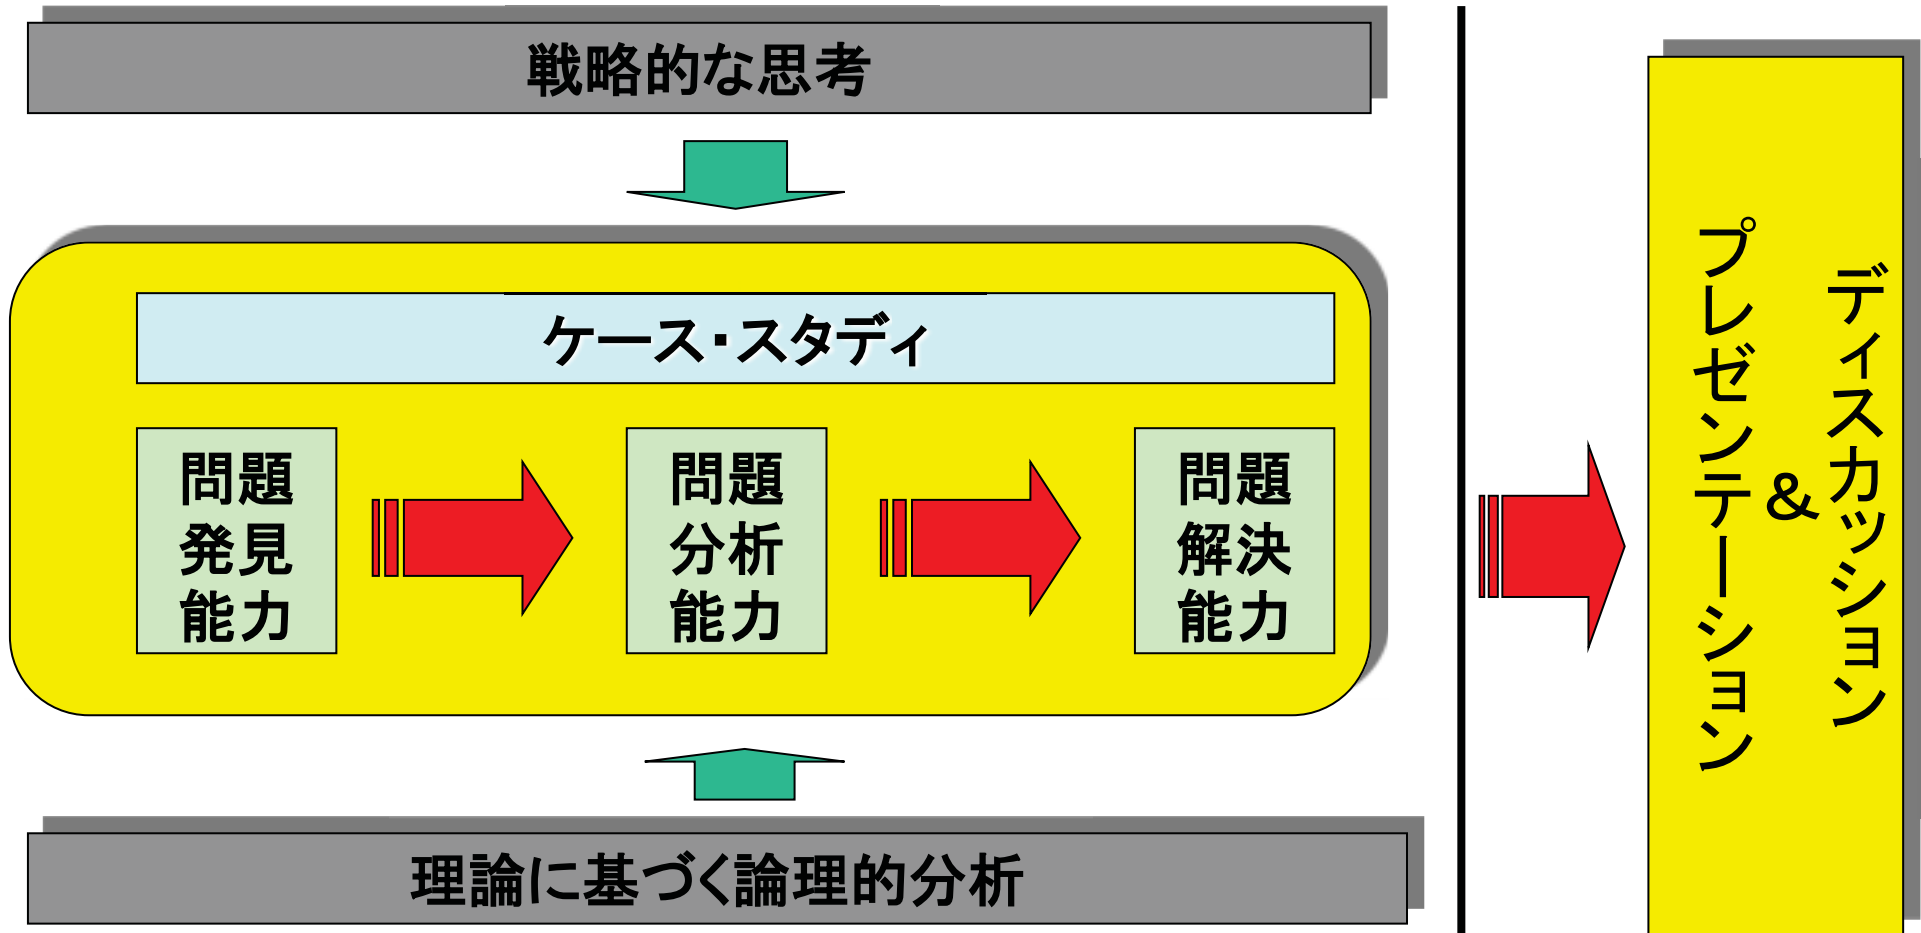 戦略的な思考
ケース・スタディ
問題
発見
能力
問題
分析
能力
問題
解決
能力
理論に基づく論理的分析
ディスカッション
&
プレゼンテーション